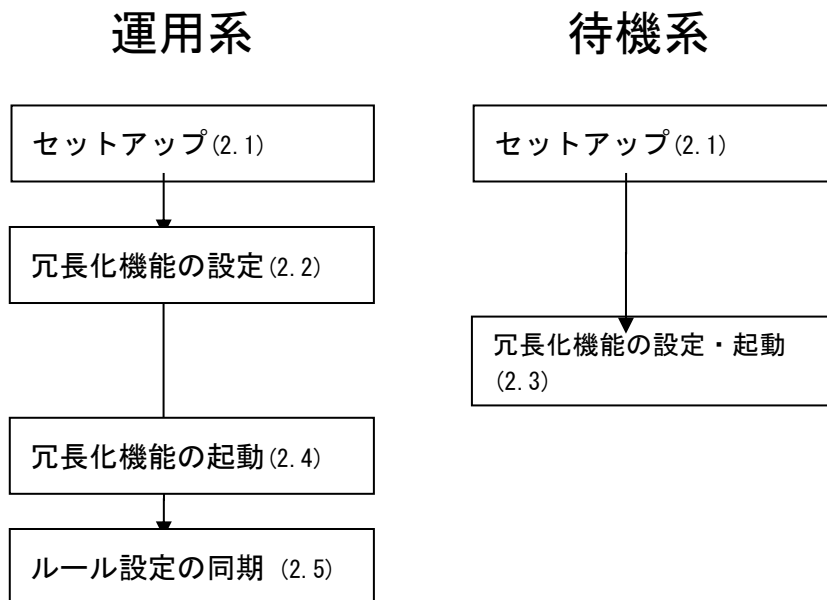 運用系
待機系
セットアップ(2.1)
セットアップ(2.1)
冗長化機能の設定(2.2)
冗長化機能の設定・起動
(2.3)
冗長化機能の起動(2.4)
ルール設定の同期 (2.5)